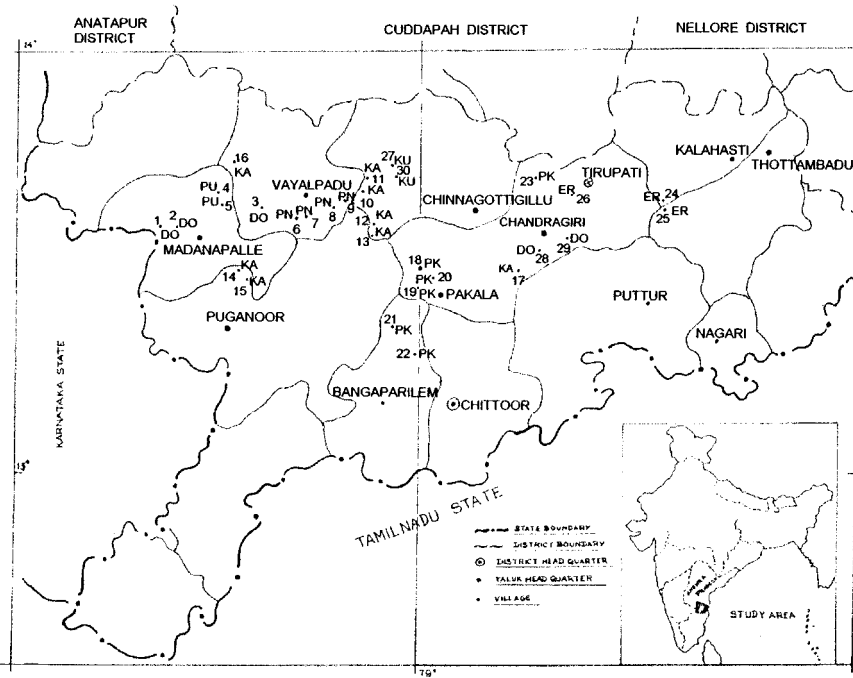 ANATAPUR
DISTRICT
CUDDAPAH DISTRICT
NELLORE DISTRICT
14°
16
KA
27 KU
30
KU
KA
11
KA
10
VAYALPADU
PU 4
PU 5
3
DO
PN
PN
6
7
PN
8
PN
9
12 KA
KA
13
1
DO
2
DO
MADANAPALLE
KA
14
KA
15
PUGANOOR
CHINNAGOTTIGILLU
23 PK
TIRUPATI
ER
26
KALAHASTI
THOTTAMBADU
24
ER
25
CHANDRAGIRI
DO
28
DO
29
KA
17
18 PK
PK 20
19 PK
PAKALA
21
PK
22 PK
BANGAPARILEM
CHITTOOR
PUTTUR
NAGARI
KARNATAKA STATE
13°
TAMILNADU STATE
STATE BOUNDARY
DISTRICT BOUNDARY
DISTRICT HEAD QUARTER
TALUK HEAD QUARTER
VILLAGE
STUDY AREA
79°